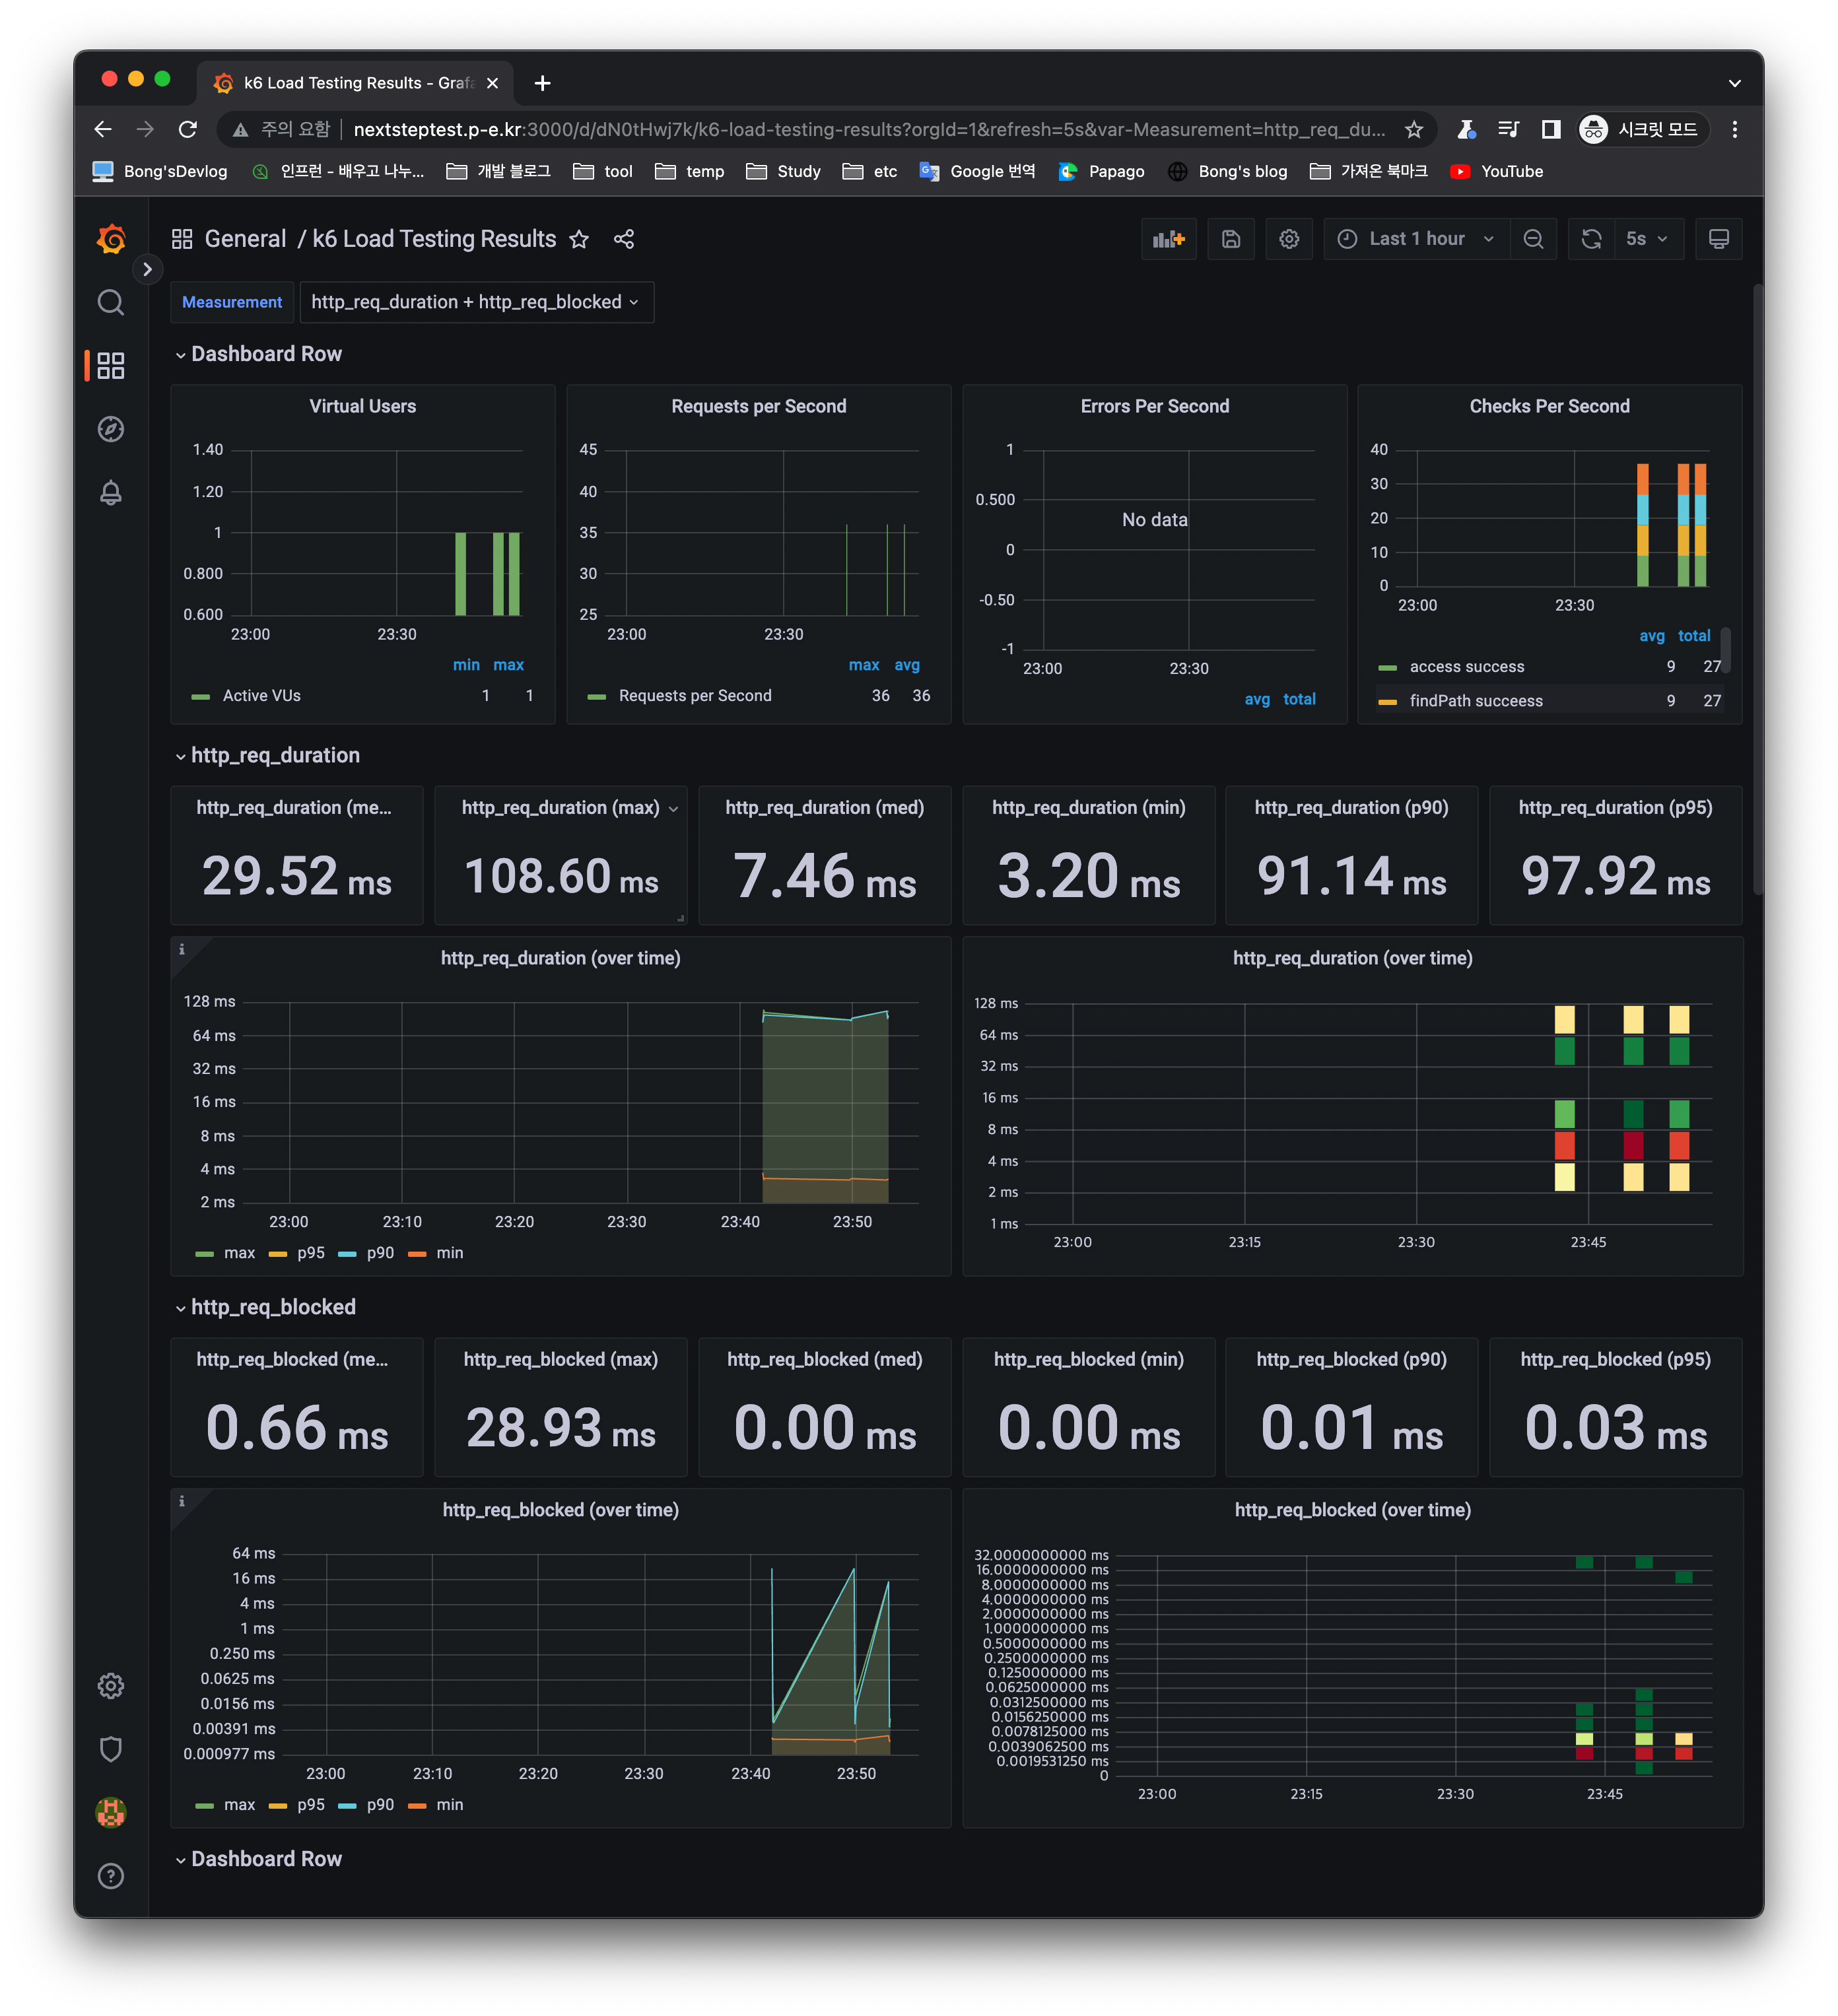 k6 Load Testing Results - Grafa
주의 요함 nextsteptest.p-e.kr:3000/d/dN0tHwj7k/k6-load-testing-results?orgId=1&refresh=5s&var-Measurement=http_req_du... 시크릿 모드
Bong'sDevlog 인프런 - 배우고 나누... 개발 블로그 tool temp Study etc Google 번역 Papago Bong's blog 가져온 북마크 YouTube
General / k6 Load Testing Results Last 1 hour 5s
Measurement http_req_duration + http_req_blocked
Dashboard Row
Virtual Users
1.40
1.20
1
0.800
0.600
23:00 23:30
min max
Active VUs 1 1
Requests per Second
45
40
35
30
25
23:00 23:30
max avg
Requests per Second 36 36
Errors Per Second
1
0.500
0
-0.50
-1
No data
23:00 23:30
avg total
Checks Per Second
40
30
20
10
0
23:00 23:30
avg total
access success 9 27
findPath succeess 9 27
http_req_duration
http_req_duration (me...
29.52 ms
http_req_duration (max)
108.60 ms
http_req_duration (med)
7.46 ms
http_req_duration (min)
3.20 ms
http_req_duration (p90)
91.14 ms
http_req_duration (p95)
97.92 ms
http_req_duration (over time)
128 ms
64 ms
32 ms
16 ms
8 ms
4 ms
2 ms
23:00 23:10 23:20 23:30 23:40 23:50
max p95 p90 min
http_req_duration (over time)
128 ms
64 ms
32 ms
16 ms
8 ms
4 ms
2 ms
1 ms
23:00 23:15 23:30 23:45
http_req_blocked
http_req_blocked (me...
0.66 ms
http_req_blocked (max)
28.93 ms
http_req_blocked (med)
0.00 ms
http_req_blocked (min)
0.00 ms
http_req_blocked (p90)
0.01 ms
http_req_blocked (p95)
0.03 ms
http_req_blocked (over time)
64 ms
16 ms
4 ms
1 ms
0.250 ms
0.0625 ms
0.0156 ms
0.00391 ms
0.000977 ms
23:00 23:10 23:20 23:30 23:40 23:50
max p95 p90 min
http_req_blocked (over time)
32.0000000000 ms
16.0000000000 ms
8.0000000000 ms
4.0000000000 ms
2.0000000000 ms
1.0000000000 ms
0.5000000000 ms
0.2500000000 ms
0.1250000000 ms
0.0625000000 ms
0.0312500000 ms
0.0156250000 ms
0.0078125000 ms
0.0039062500 ms
0.0019531250 ms
0
23:00 23:15 23:30 23:45
Dashboard Row